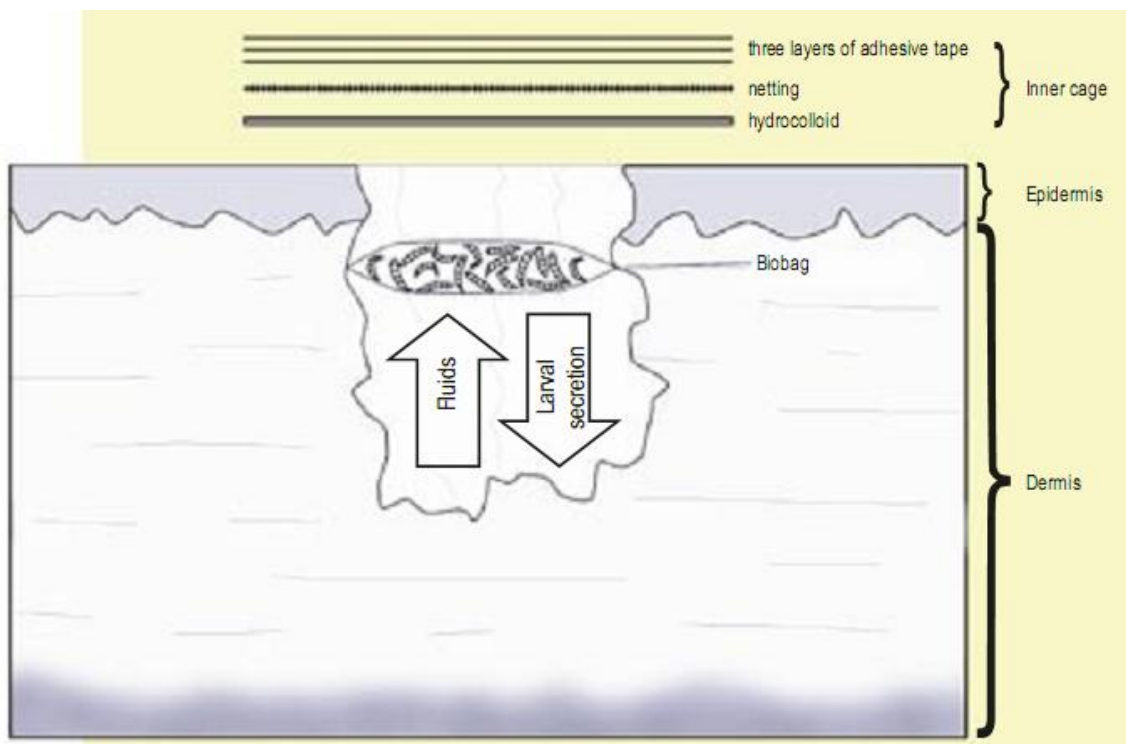 three layers of adhesive tape
netting
hydrocolloid
Inner cage
Epidermis
Biobag
Fluids
Larval
secretion
Dermis